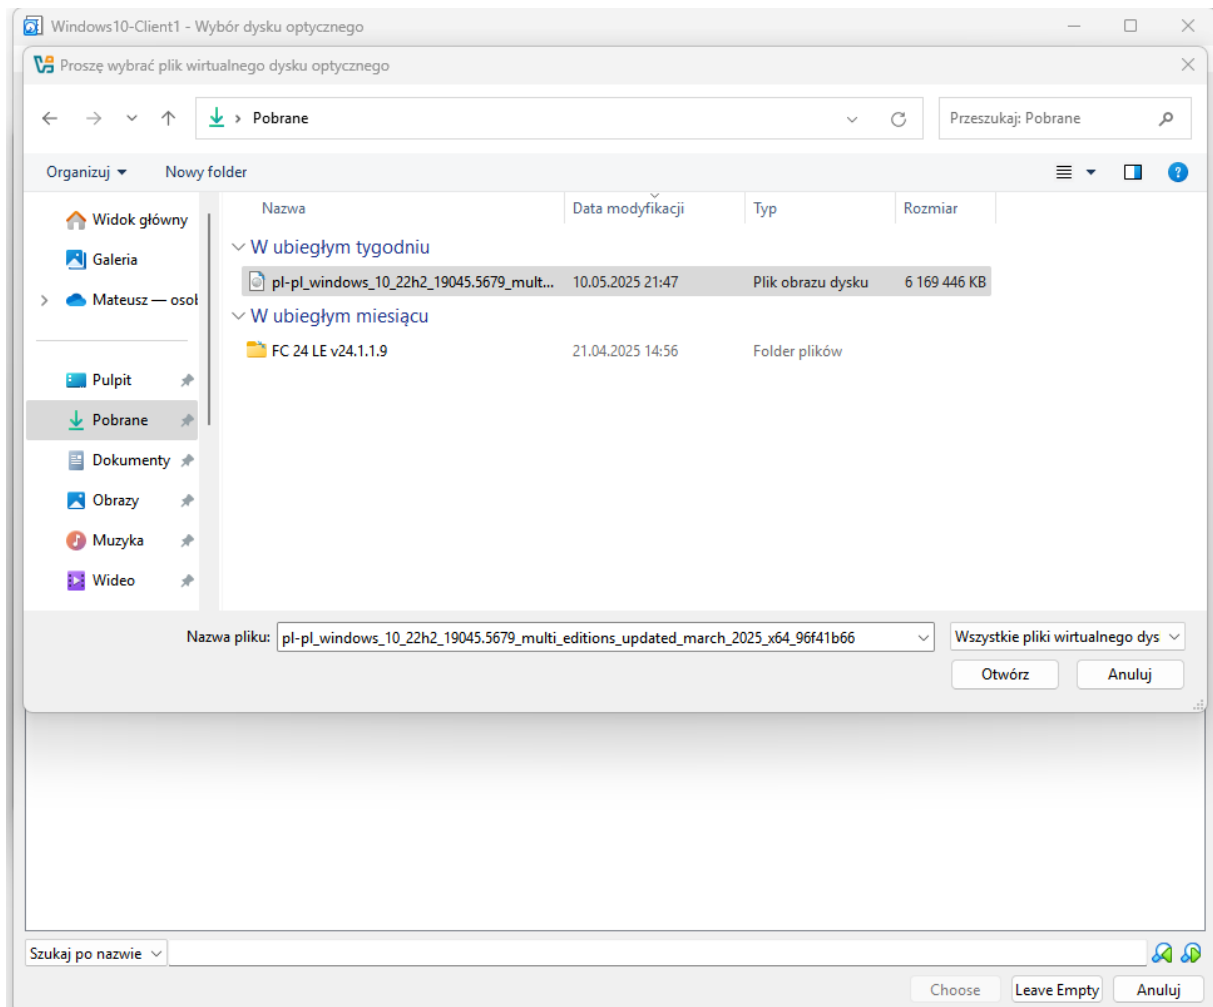 Windows10-Client1 - Wybór dysku optycznego
Proszę wybrać plik wirtualnego dysku optycznego
Pobrane
Przeszukaj: Pobrane
Organizuj
Nowy folder
Widok główny
Galeria
Mateusz — osob
Pulpit
Pobrane
Dokumenty
Obrazy
Muzyka
Wideo
Nazwa Data modyfikacji Typ Rozmiar
W ubiegłym tygodniu
pl-pl_windows_10_22h2_19045.5679_mult... 10.05.2025 21:47 Plik obrazu dysku 6 169 446 KB
W ubiegłym miesiącu
FC 24 LE v24.1.1.9 21.04.2025 14:56 Folder plików
Nazwa pliku: pl-pl_windows_10_22h2_19045.5679_multi_editions_updated_march_2025_x64_96f41b66
Wszystkie pliki wirtualnego dys
Otwórz Anuluj
Szukaj po nazwie
Choose Leave Empty Anuluj